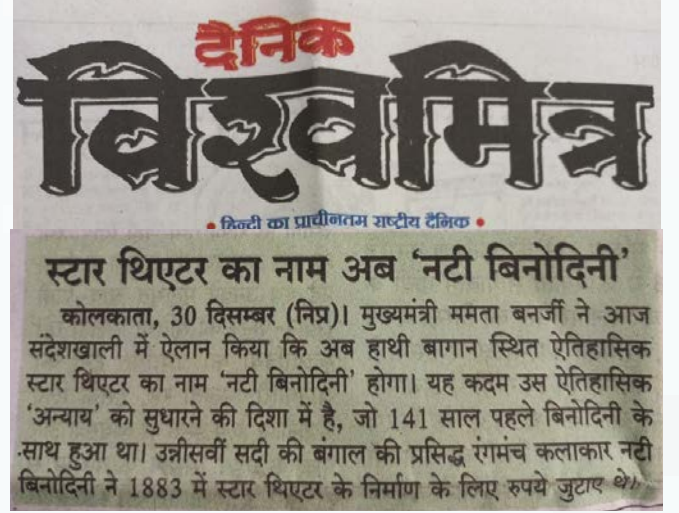 दैनिक
विश्वमित्र
• हिन्दी का प्राचीनतम राष्ट्रीय दैनिक •
स्टार थिएटर का नाम अब ‘नटी बिनोदिनी’
कोलकाता, 30 दिसम्बर (निप्र)। मुख्यमंत्री ममता बनर्जी ने आज
संदेशखाली में ऐलान किया कि अब हाथी बागान स्थित ऐतिहासिक
स्टार थिएटर का नाम ‘नटी बिनोदिनी’ होगा। यह कदम उस ऐतिहासिक
‘अन्याय’ को सुधारने की दिशा में है, जो 141 साल पहले बिनोदिनी के
साथ हुआ था। उन्नीसवीं सदी की बंगाल की प्रसिद्ध रंगमंच कलाकार नटी
बिनोदिनी ने 1883 में स्टार थिएटर के निर्माण के लिए रुपये जुटाए थे।